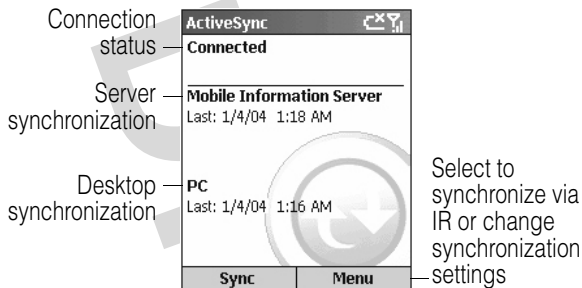 Connection
status
ActiveSync
Connected
Server
synchronization
Mobile Information Server
Last: 1/4/04 1:18 AM
Desktop
synchronization
PC
Last: 1/4/04 1:16 AM
Select to
synchronize via
IR or change
synchronization
settings
Sync
Menu